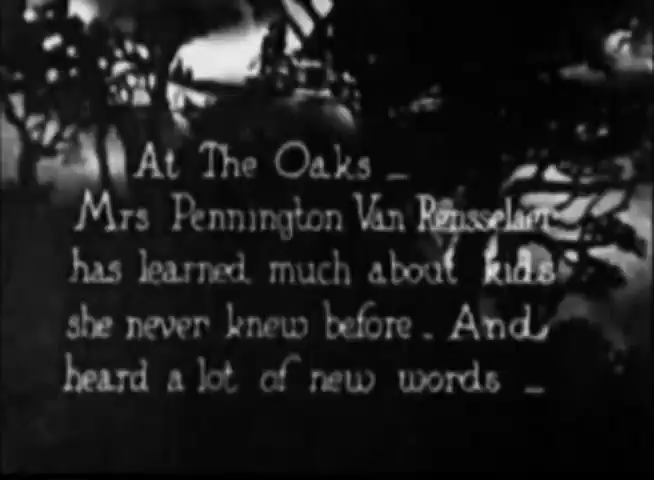 At The Oaks _
Mrs Pennington Van Rensselaer
has learned much about kids
she never knew before. And
heard a lot of new words _